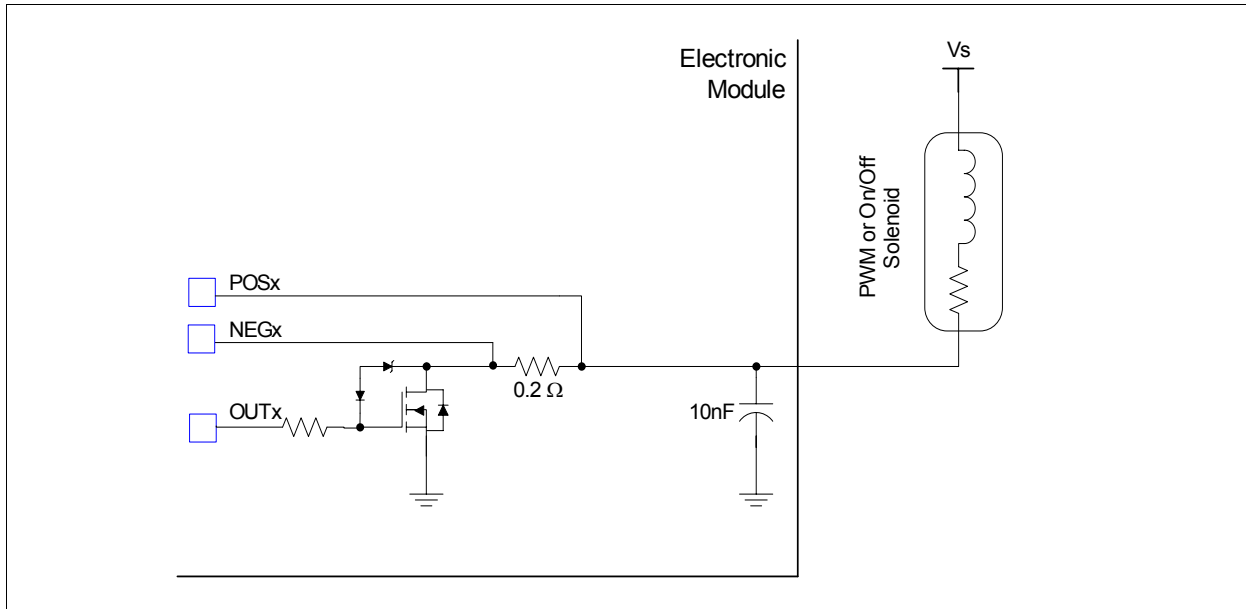 Electronic
Module
Vs
PWM or On/Off
Solenoid
POSx
NEGx
0.2 Ω
OUTx
10nF